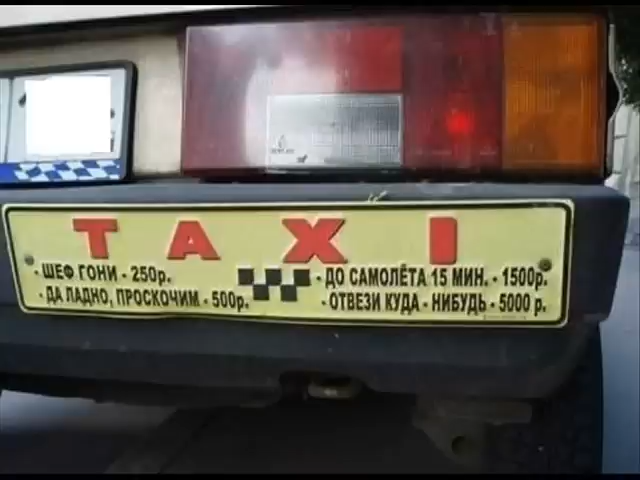 TAXI
- ШЕФ ГОНИ - 250р.
- ДА ЛАДНО, ПРОСКОЧИМ - 500р.
- ДО САМОЛЁТА 15 МИН. - 1500р.
- ОТВЕЗИ КУДА - НИБУДЬ - 5000 р.